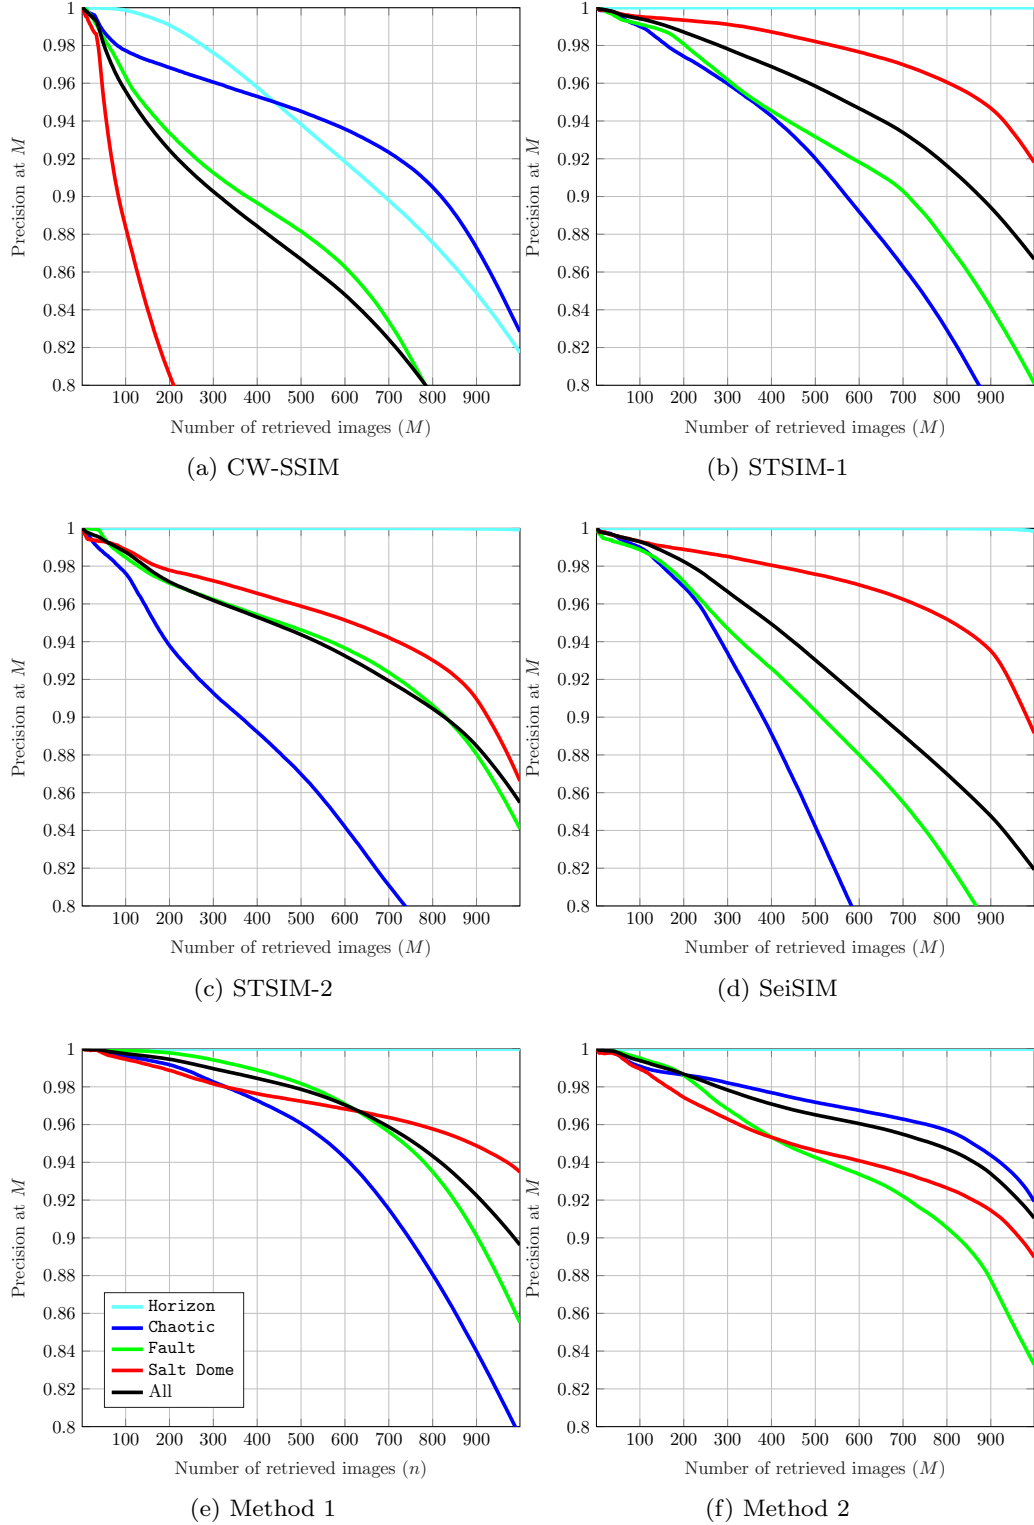 1
0.98
0.96
0.94
0.92
0.9
0.88
0.86
0.84
0.82
0.8
Precision at M
100 200 300 400 500 600 700 800 900
Number of retrieved images (M)
(a) CW-SSIM
1
0.98
0.96
0.94
0.92
0.9
0.88
0.86
0.84
0.82
0.8
Precision at M
100 200 300 400 500 600 700 800 900
Number of retrieved images (M)
(b) STSIM-1
1
0.98
0.96
0.94
0.92
0.9
0.88
0.86
0.84
0.82
0.8
Precision at M
100 200 300 400 500 600 700 800 900
Number of retrieved images (M)
(c) STSIM-2
1
0.98
0.96
0.94
0.92
0.9
0.88
0.86
0.84
0.82
0.8
Precision at M
100 200 300 400 500 600 700 800 900
Number of retrieved images (M)
(d) SeiSIM
1
0.98
0.96
0.94
0.92
0.9
0.88
0.86
0.84
0.82
0.8
Precision at M
Horizon
Chaotic
Fault
Salt Dome
All
100 200 300 400 500 600 700 800 900
Number of retrieved images (n)
(e) Method 1
1
0.98
0.96
0.94
0.92
0.9
0.88
0.86
0.84
0.82
0.8
Precision at M
100 200 300 400 500 600 700 800 900
Number of retrieved images (M)
(f) Method 2